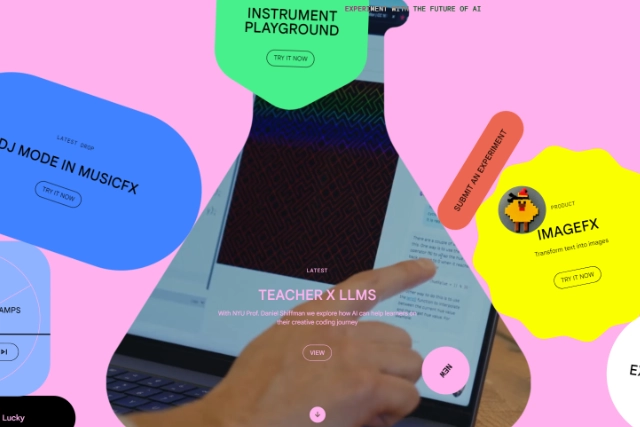 EXPERIMENT WITH THE FUTURE OF AI
INSTRUMENT
PLAYGROUND
TRY IT NOW
LATEST DROP
DJ MODE IN MUSICFX
TRY IT NOW
SUBMIT AN EXPERIMENT
PRODUCT
IMAGEFX
Transform text into images
TRY IT NOW
LATEST
TEACHER X LLMS
With NYU Prof. Daniel Shiffman we explore how AI can help learners on
their creative coding journey
VIEW
NEW
AMPS
Lucky
EX